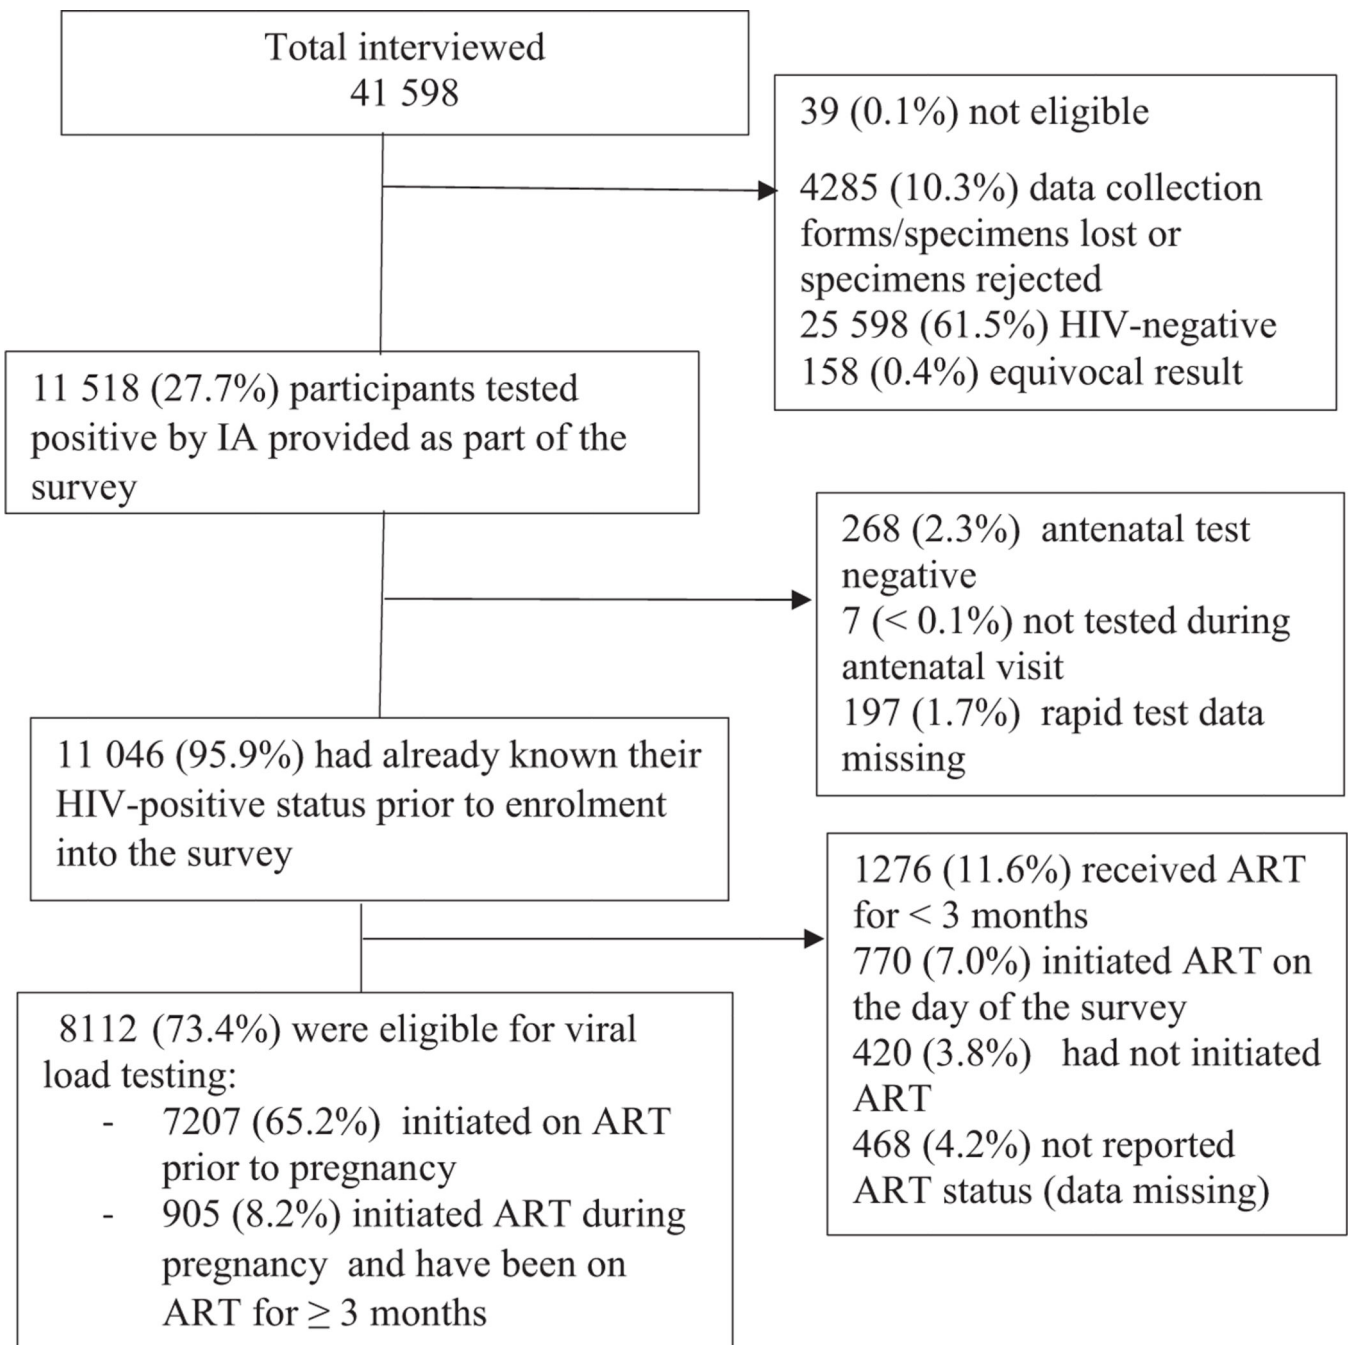 Total interviewed
41 598
39 (0.1%) not eligible
4285 (10.3%) data collection
forms/specimens lost or
specimens rejected
25 598 (61.5%) HIV-negative
158 (0.4%) equivocal result
11 518 (27.7%) participants tested
positive by IA provided as part of the
survey
268 (2.3%) antenatal test
negative
7 (< 0.1%) not tested during
antenatal visit
197 (1.7%) rapid test data
missing
11 046 (95.9%) had already known their
HIV-positive status prior to enrolment
into the survey
1276 (11.6%) received ART
for < 3 months
770 (7.0%) initiated ART on
the day of the survey
420 (3.8%) had not initiated
ART
468 (4.2%) not reported
ART status (data missing)
8112 (73.4%) were eligible for viral
load testing:
- 7207 (65.2%) initiated on ART
prior to pregnancy
- 905 (8.2%) initiated ART during
pregnancy and have been on
ART for ≥ 3 months